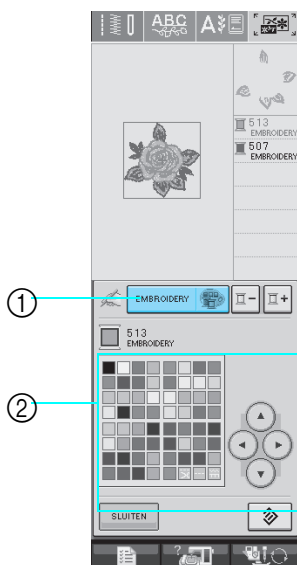 ABC A
513
EMBROIDERY
507
EMBROIDERY
1
EMBROIDERY
- +
513
EMBROIDERY
2
SLUITEN
?